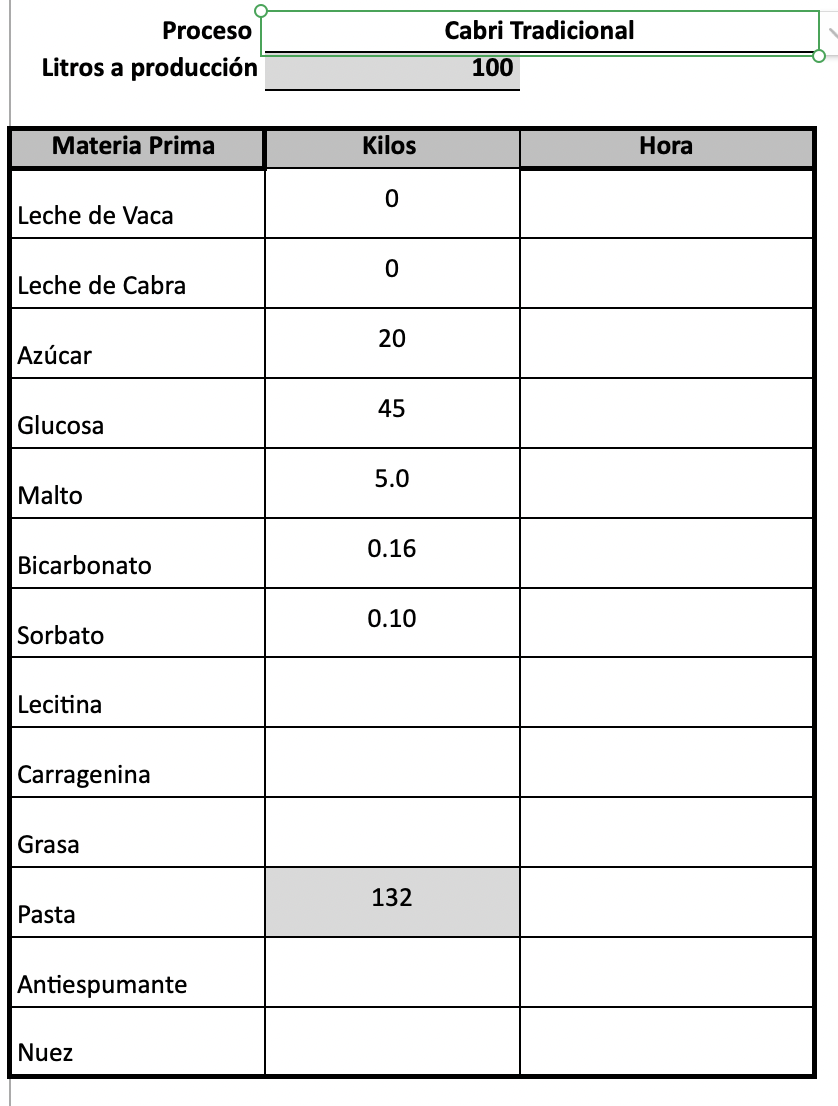 Proceso Cabri Tradicional
Litros a producción 100
Materia Prima Kilos Hora
Leche de Vaca 0
Leche de Cabra 0
Azúcar 20
Glucosa 45
Malto 5.0
Bicarbonato 0.16
Sorbato 0.10
Lecitina
Carragenina
Grasa
Pasta 132
Antiespumante
Nuez